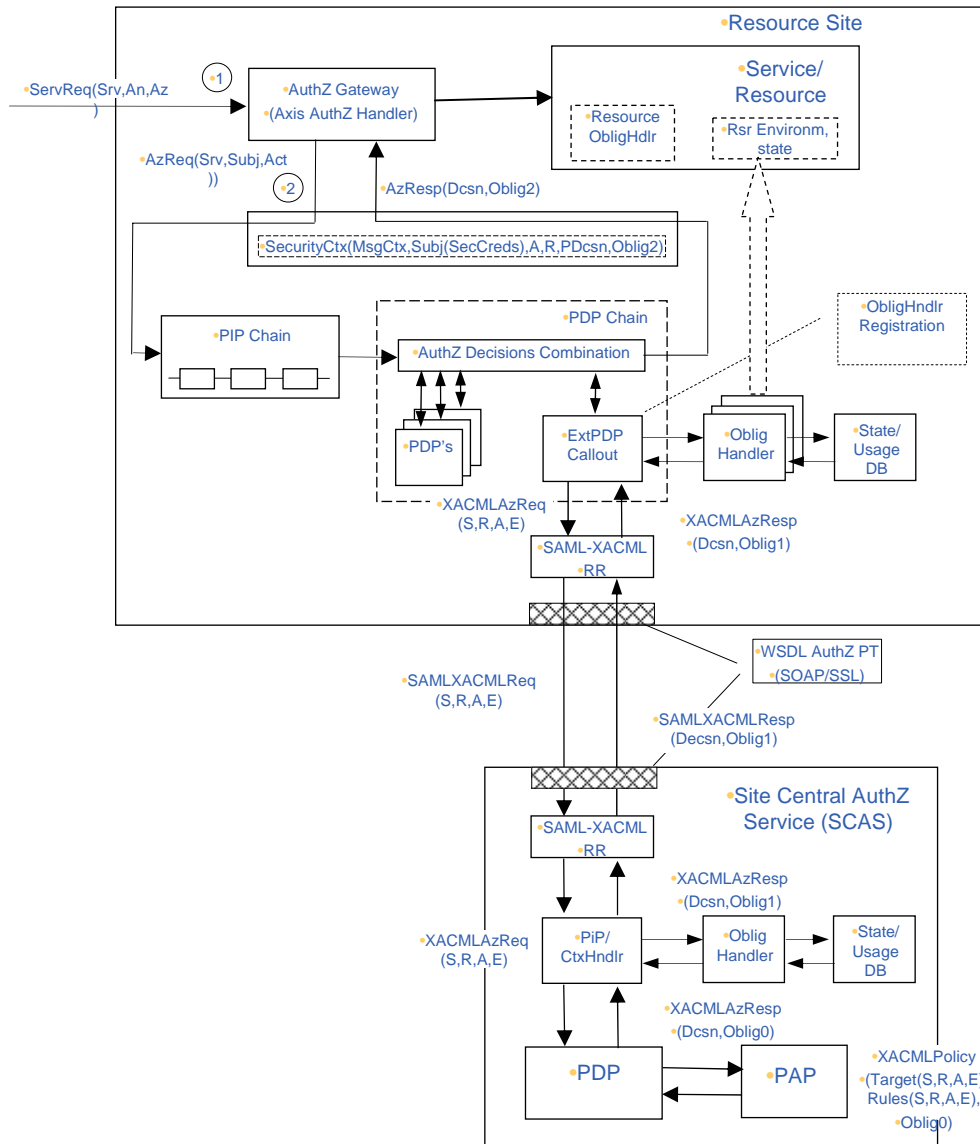 •Resource Site
•ServReq(Srv,An,Az
)
•1
•AuthZ Gateway
•(Axis AuthZ Handler)
•Service/
Resource
•Resource
ObligHdlr
•Rsr Environm,
state
•AzReq(Srv,Subj,Act
))
•2
•AzResp(Dcsn,Oblig2)
•SecurityCtx(MsgCtx,Subj(SecCreds),A,R,PDcsn,Oblig2)
•PIP Chain
•PDP Chain
•AuthZ Decisions Combination
•ObligHndlr
Registration
•PDP's
•ExtPDP
Callout
•Oblig
Handler
•State/
Usage
DB
•XACMLAzReq
(S,R,A,E)
•XACMLAzResp
•(Dcsn,Oblig1)
•SAML-XACML
•RR
•WSDL AuthZ PT
•(SOAP/SSL)
•SAMLXACMLReq
(S,R,A,E)
•SAMLXACMLResp
(Decsn,Oblig1)
•Site Central AuthZ
Service (SCAS)
•SAML-XACML
•RR
•XACMLAzResp
•(Dcsn,Oblig1)
•XACMLAzReq
(S,R,A,E)
•PiP/
CtxHndlr
•Oblig
Handler
•State/
Usage
DB
•XACMLAzResp
•(Dcsn,Oblig0)
•PDP
•PAP
•XACMLPolicy
•(Target(S,R,A,E)
Rules(S,R,A,E),
•Oblig0)